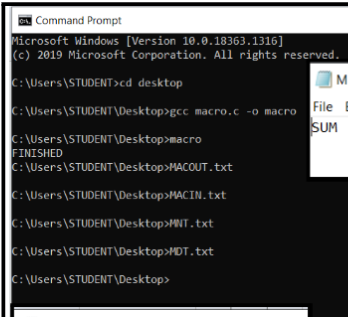 Command Prompt
Microsoft Windows [Version 10.0.18363.1316]
(c) 2019 Microsoft Corporation. All rights reserved.
C:\Users\STUDENT>cd desktop
C:\Users\STUDENT\Desktop>gcc macro.c -o macro
C:\Users\STUDENT\Desktop>macro
FINISHED
C:\Users\STUDENT\Desktop>MACOUT.txt
C:\Users\STUDENT\Desktop>MACIN.txt
C:\Users\STUDENT\Desktop>MNT.txt
C:\Users\STUDENT\Desktop>MDT.txt
C:\Users\STUDENT\Desktop>
M
File
SUM